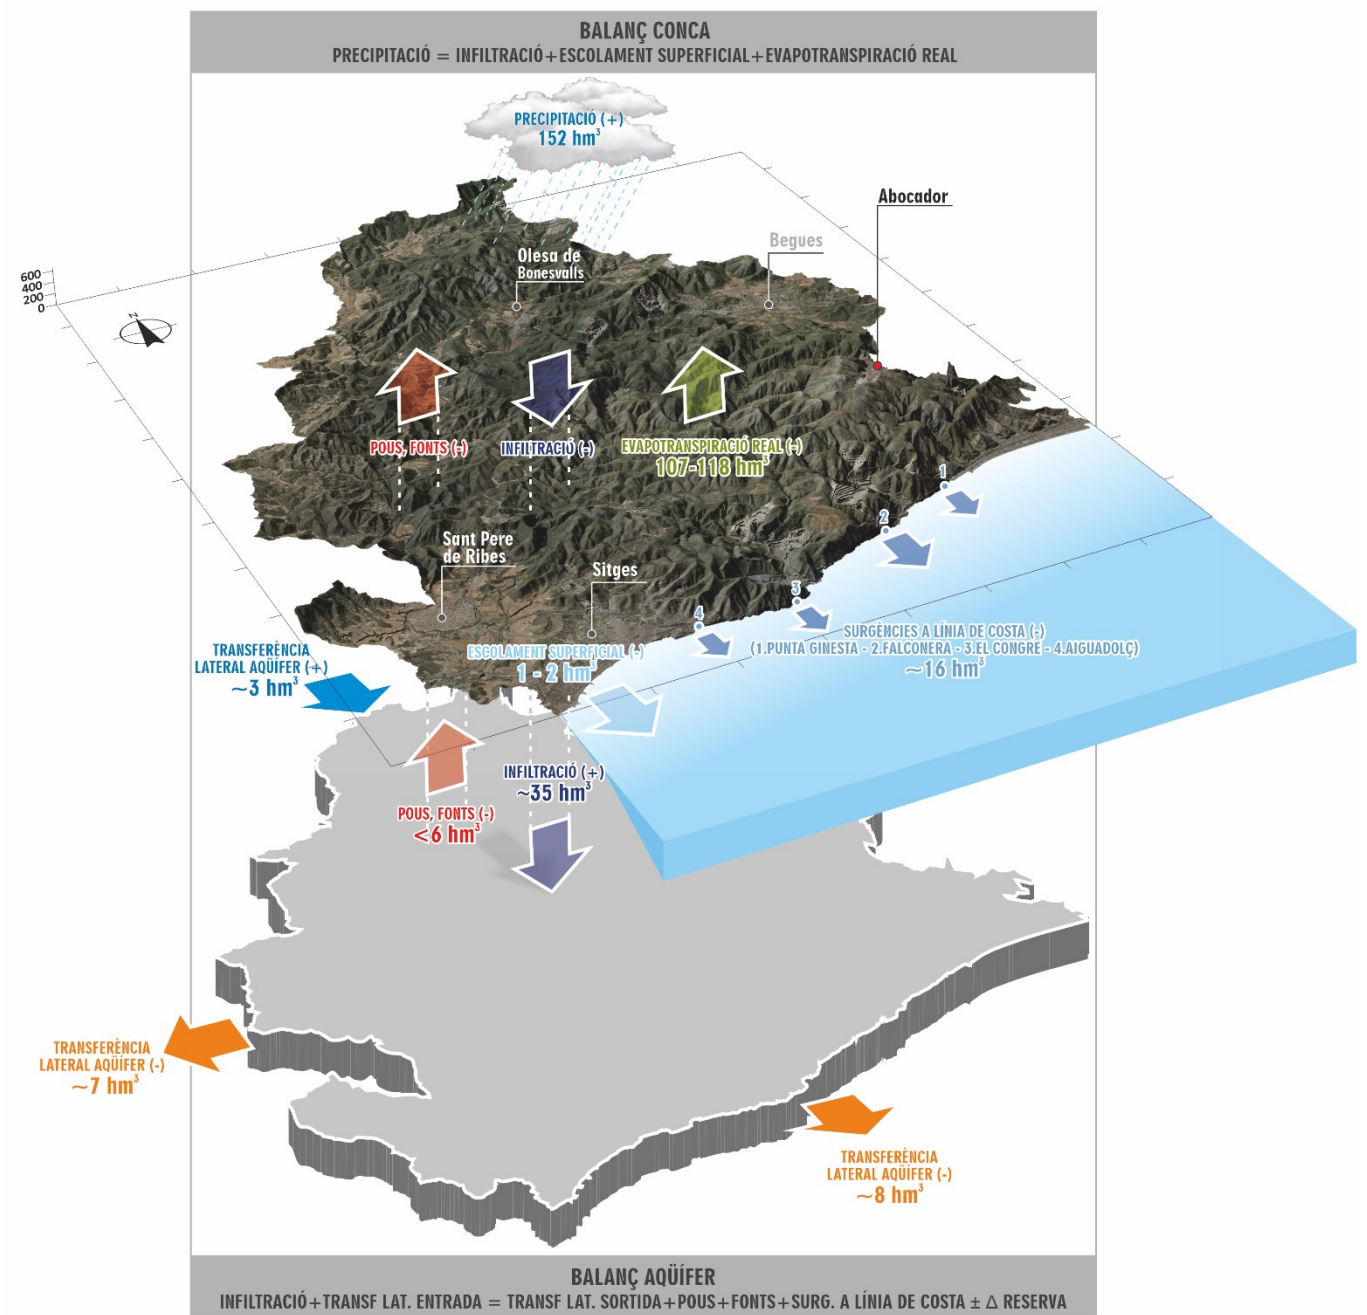 BALANÇ CONCA
PRECIPITACIÓ = INFILTRACIÓ+ESCOLAMENT SUPERFICIAL+EVAPOTRANSPIRACIÓ REAL
PRECIPITACIÓ (+)
152 hm³
Abocador
Begues
Olesa de
Bonesvalls
600
400
200
0
N
POUS, FONTS (-)
INFILTRACIÓ (-)
EVAPOTRANSPIRACIÓ REAL (-)
107-118 hm³
1
2
3
4
Sant Pere
de Ribes
Sitges
SURGÈNCIES A LÍNIA DE COSTA (-)
(1.PUNTA GINESTA - 2.FALCONERA - 3.EL CONGRE - 4.AIGUADOLÇ)
~16 hm³
ESCOLAMENT SUPERFICIAL (-)
1 - 2 hm³
TRANSFERÈNCIA
LATERAL AQÜÍFER (+)
~3 hm³
INFILTRACIÓ (+)
~35 hm³
POUS, FONTS (-)
<6 hm³
TRANSFERÈNCIA
LATERAL AQÜÍFER (-)
~7 hm³
TRANSFERÈNCIA
LATERAL AQÜÍFER (-)
~8 hm³
BALANÇ AQÜÍFER
INFILTRACIÓ+TRANSF LAT. ENTRADA = TRANSF LAT. SORTIDA+POUS+FONTS+SURG. A LÍNIA DE COSTA ± Δ RESERVA